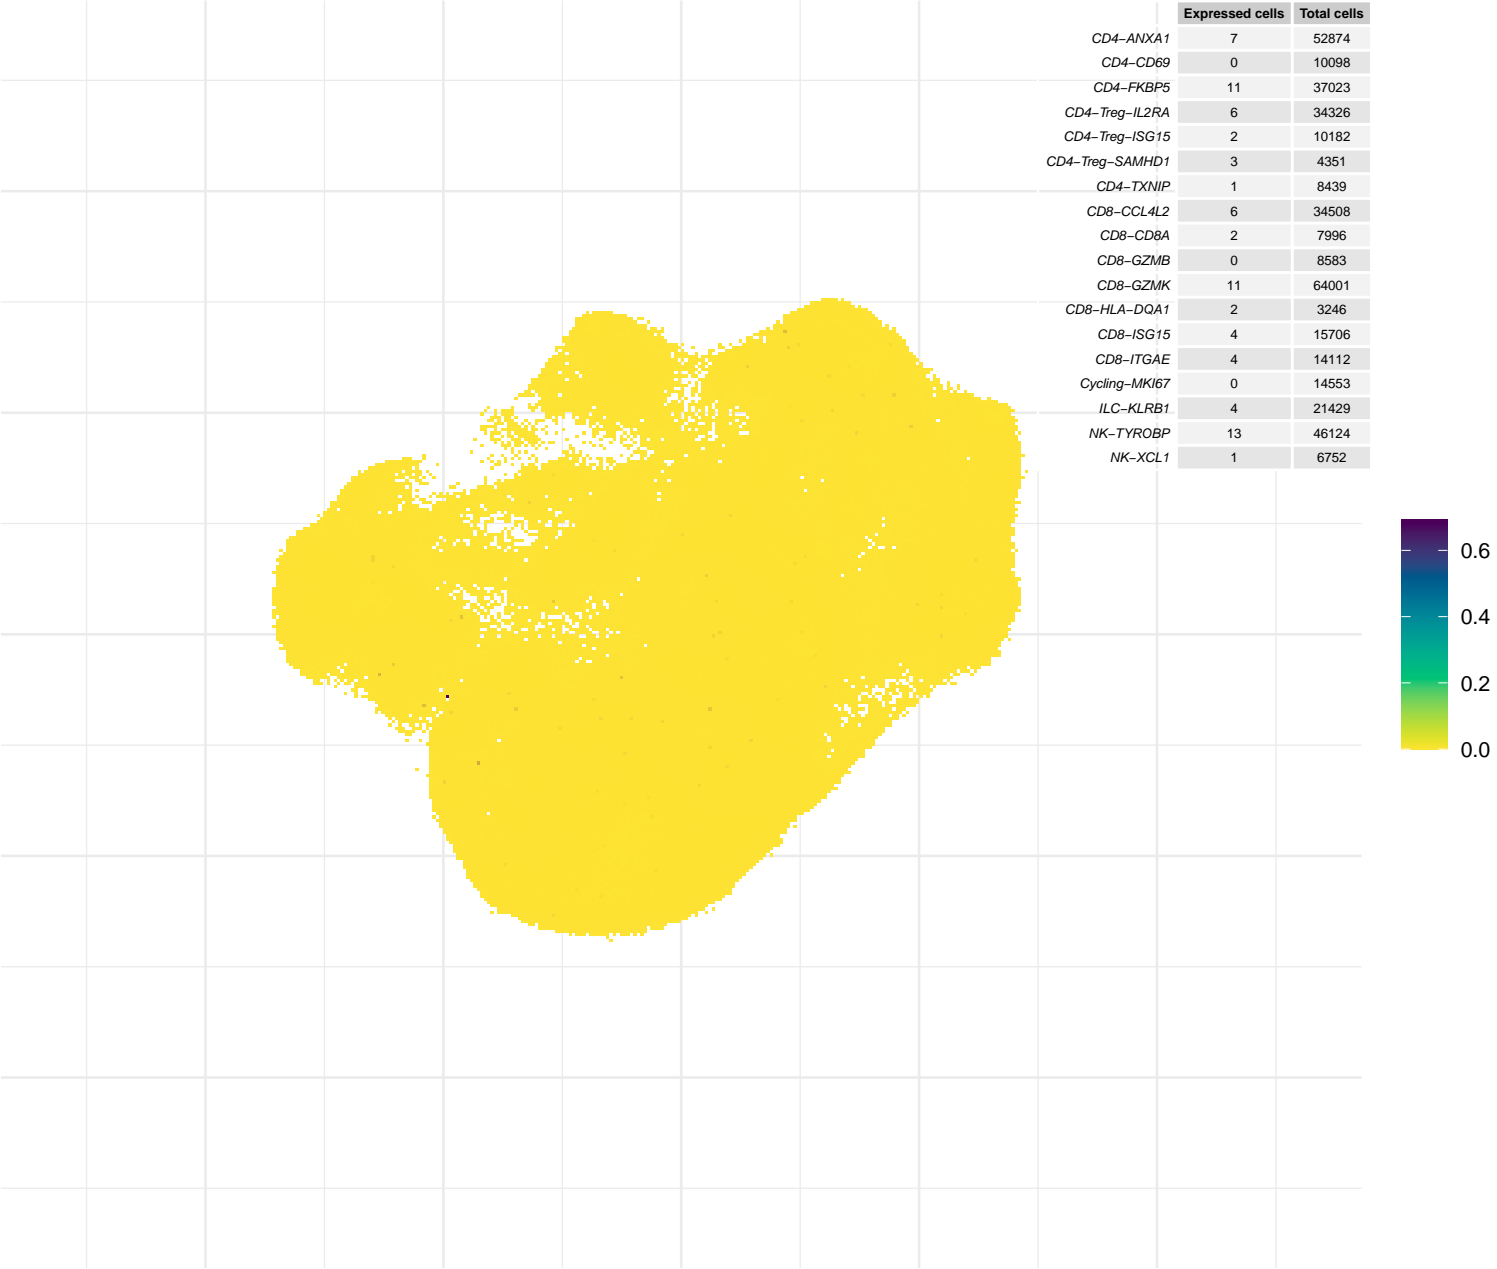 Expressed cells Total cells
CD4−ANXA1 7 52874
CD4−CD69 0 10098
CD4−FKBP5 11 37023
CD4−Treg−IL2RA 6 34326
CD4−Treg−ISG15 2 10182
CD4−Treg−SAMHD1 3 4351
CD4−TXNIP 1 8439
CD8−CCL4L2 6 34508
CD8−CD8A 2 7996
CD8−GZMB 0 8583
CD8−GZMK 11 64001
CD8−HLA−DQA1 2 3246
CD8−ISG15 4 15706
CD8−ITGAE 4 14112
Cycling−MKI67 0 14553
ILC−KLRB1 4 21429
NK−TYROBP 13 46124
NK−XCL1 1 6752
0.6
0.4
0.2
0.0